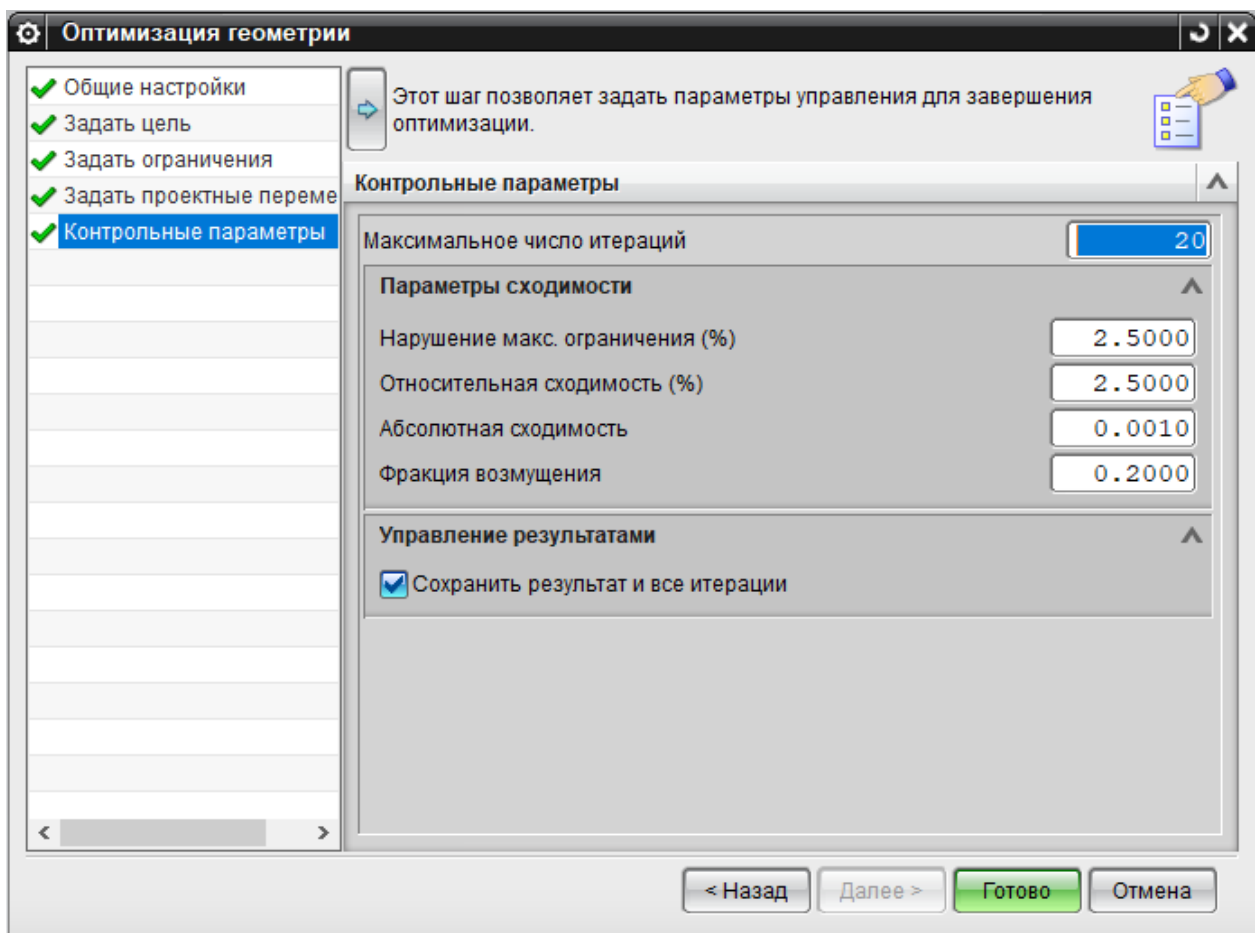 Оптимизация геометрии
Общие настройки
Задать цель
Задать ограничения
Задать проектные переме
Контрольные параметры
Этот шаг позволяет задать параметры управления для завершения
оптимизации.
Контрольные параметры
Максимальное число итераций 20
Параметры сходимости
Нарушение макс. ограничения (%) 2.5000
Относительная сходимость (%) 2.5000
Абсолютная сходимость 0.0010
Фракция возмущения 0.2000
Управление результатами
Сохранить результат и все итерации
< Назад Далее > Готово Отмена